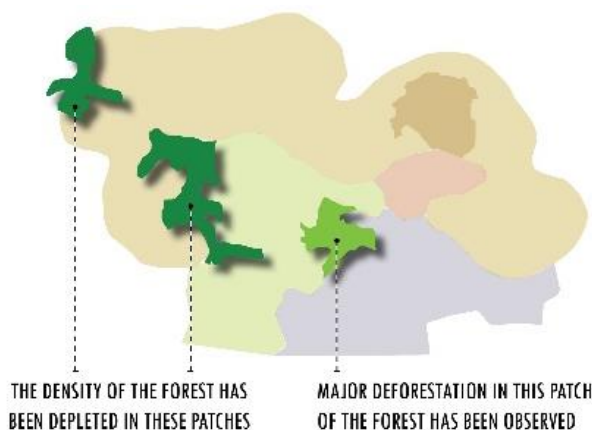 THE DENSITY OF THE FOREST HAS
BEEN DEPLETED IN THESE PATCHES
MAJOR DEFORESTATION IN THIS PATCH
OF THE FOREST HAS BEEN OBSERVED